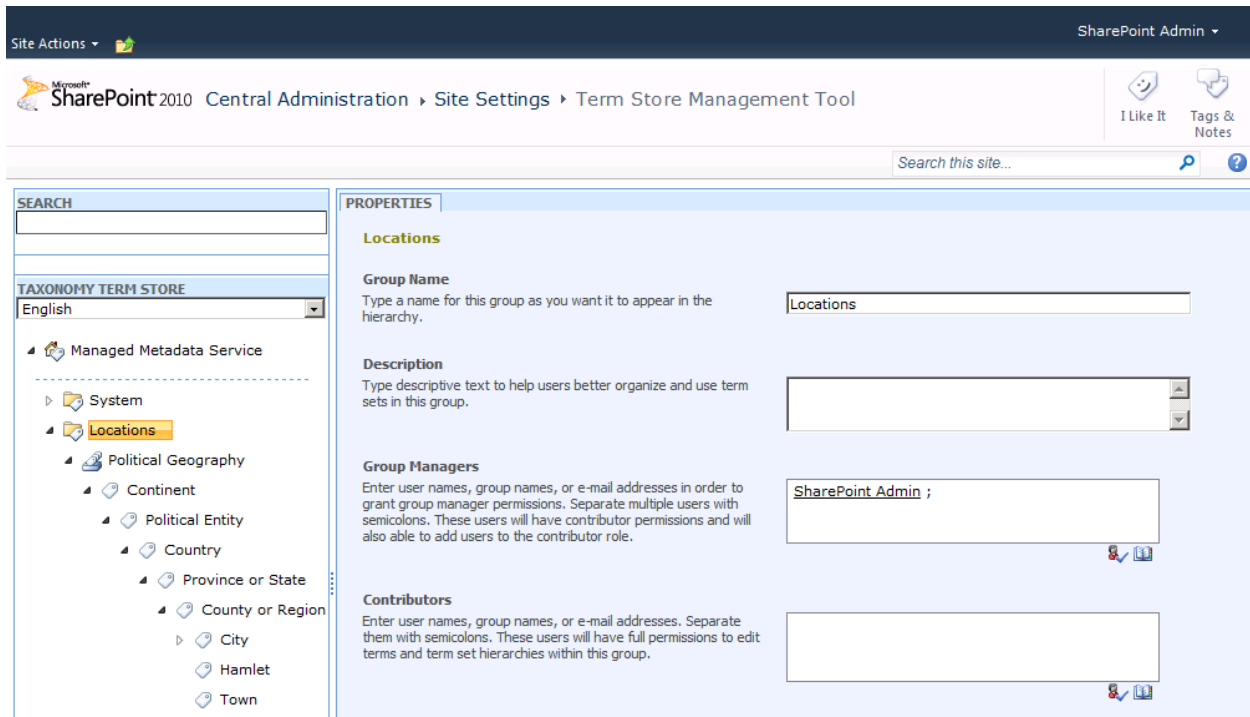 SharePoint Admin
Site Actions
Microsoft
SharePoint 2010 Central Administration Site Settings Term Store Management Tool
I Like It
Tags &
Notes
Search this site...
SEARCH
TAXONOMY TERM STORE
English
Managed Metadata Service
System
Locations
Political Geography
Continent
Political Entity
Country
Province or State
County or Region
City
Hamlet
Town
PROPERTIES
Locations
Group Name
Type a name for this group as you want it to appear in the
hierarchy.
Locations
Description
Type descriptive text to help users better organize and use term
sets in this group.
Group Managers
Enter user names, group names, or e-mail addresses in order to
grant group manager permissions. Separate multiple users with
semicolons. These users will have contributor permissions and will
also able to add users to the contributor role.
SharePoint Admin ;
Contributors
Enter user names, group names, or e-mail addresses. Separate
them with semicolons. These users will have full permissions to edit
terms and term set hierarchies within this group.